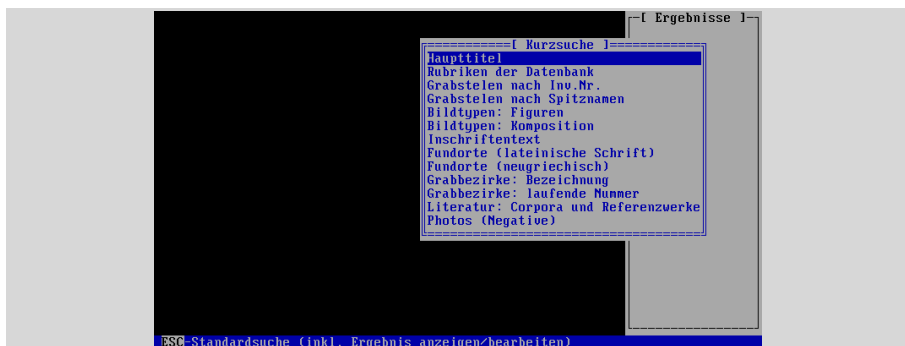 [ Ergebnisse ]
[ Kurzsuche ]
Haupttitel
Rubriken der Datenbank
Grabstelen nach Inv.Nr.
Grabstelen nach Spitznamen
Bildtypen: Figuren
Bildtypen: Komposition
Inschriftentext
Fundorte (lateinische Schrift)
Fundorte (neugriechisch)
Grabbezirke: Bezeichnung
Grabbezirke: laufende Nummer
Literatur: Corpora und Referenzwerke
Photos (Negative)
ESC-Standardsuche (inkl. Ergebnis anzeigen/bearbeiten)